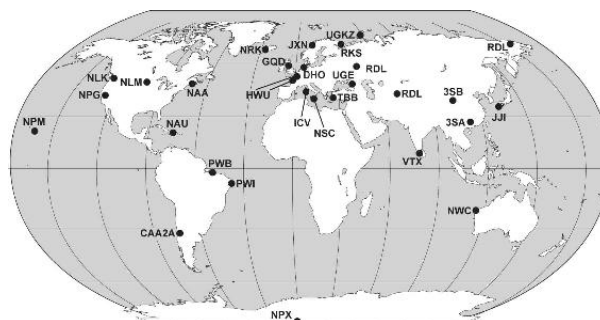 UGKZ
NRK
JXN
RKS
RDL
GQD
DHO
RDL
NLK
NLM
UGE
HWU
NAA
RDL
3SB
NPG
TBB
JJI
ICV
NSC
3SA
NPM
NAU
VTX
PWB
PWI
NWC
CAA2A
NPX